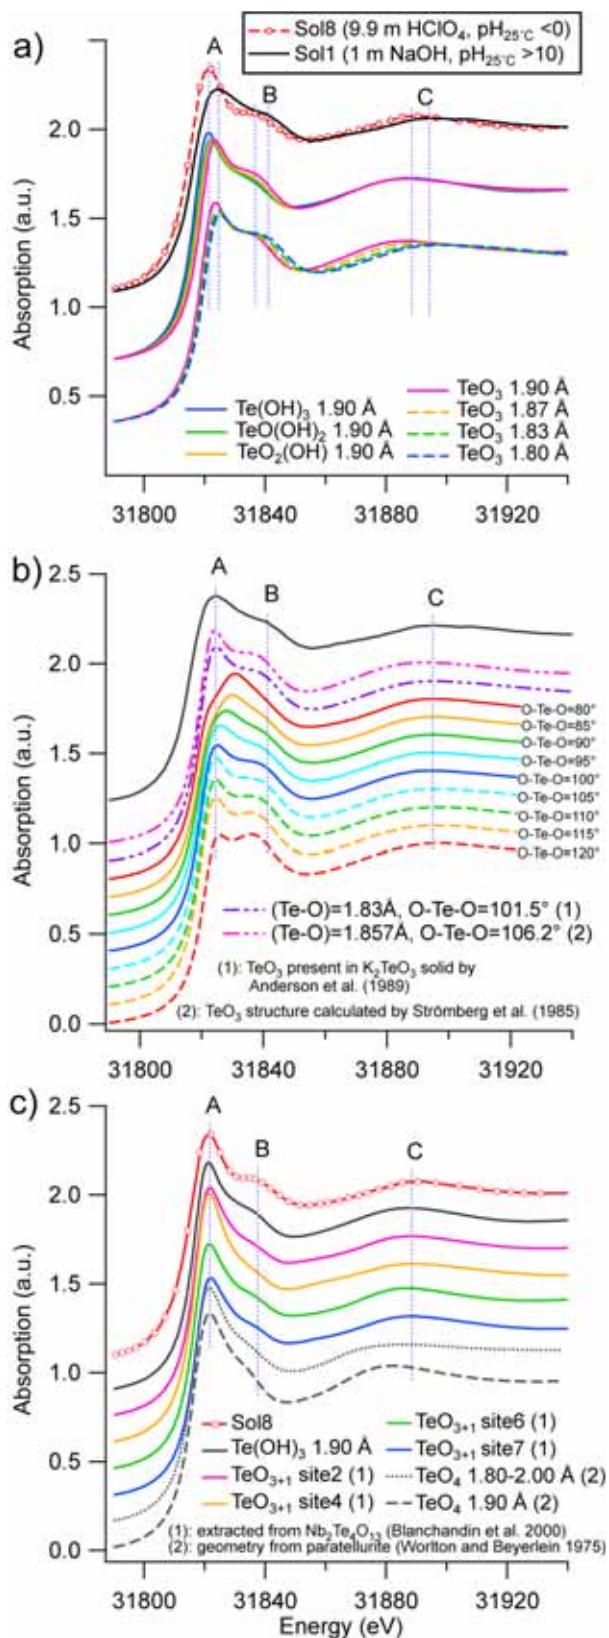 a)
Sol8 (9.9 m HClO₄, pH₂₅°C <0)
Sol1 (1 m NaOH, pH₂₅°C >10)
A
B
C
Absorption (a.u.)
2.0
1.5
1.0
0.5
Te(OH)₃ 1.90 Å
TeO(OH)₂ 1.90 Å
TeO₂(OH) 1.90 Å
TeO₃ 1.90 Å
TeO₃ 1.87 Å
TeO₃ 1.83 Å
TeO₃ 1.80 Å
31800 31840 31880 31920
b)
A
B
C
Absorption (a.u.)
2.5
2.0
1.5
1.0
0.5
0.0
O-Te-O=80°
O-Te-O=85°
O-Te-O=90°
O-Te-O=95°
O-Te-O=100°
O-Te-O=105°
O-Te-O=110°
O-Te-O=115°
O-Te-O=120°
(Te-O)=1.83Å, O-Te-O=101.5° (1)
(Te-O)=1.857Å, O-Te-O=106.2° (2)
(1): TeO₃ present in K₂TeO₃ solid by
Anderson et al. (1989)
(2): TeO₃ structure calculated by Strömberg et al. (1985)
31800 31840 31880 31920
c)
A
B
C
Absorption (a.u.)
2.5
2.0
1.5
1.0
0.5
0.0
Sol8
Te(OH)₃ 1.90 Å
TeO₃₊₁ site2 (1)
TeO₃₊₁ site4 (1)
TeO₃₊₁ site6 (1)
TeO₃₊₁ site7 (1)
TeO₄ 1.80-2.00 Å (2)
TeO₄ 1.90 Å (2)
(1): extracted from Nb₂Te₄O₁₃ (Blanchandin et al. 2000)
(2): geometry from paratellurite (Worlton and Beyerlein 1975)
31800 31840 31880 31920
Energy (eV)